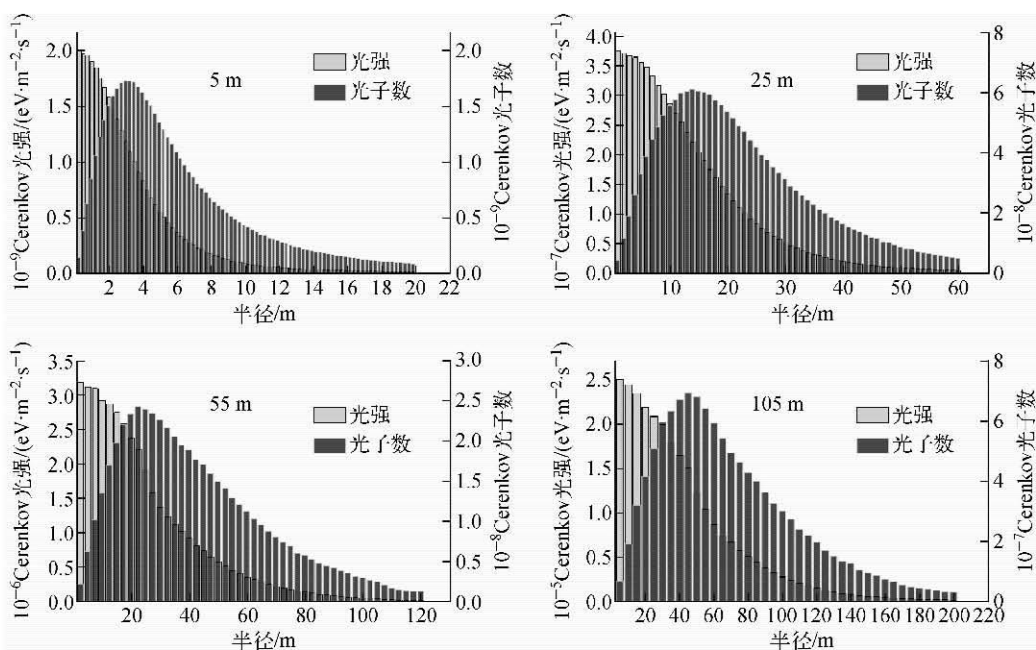 10⁻⁹Cerenkov光强/(eV·m⁻²·s⁻¹)
2.0
1.5
1.0
0.5
0.0
5 m
光强
光子数
2.0
1.5
1.0
0.5
0.0
10⁻⁹Cerenkov光子数
2 4 6 8 10 12 14 16 18 20 22
半径/m
10⁻⁷Cerenkov光强/(eV·m⁻²·s⁻¹)
4.0
3.5
3.0
2.5
2.0
1.5
1.0
0.5
0.0
25 m
光强
光子数
8
6
4
2
0
10⁻⁸Cerenkov光子数
10 20 30 40 50 60
半径/m
10⁻⁶Cerenkov光强/(eV·m⁻²·s⁻¹)
3.5
3.0
2.5
2.0
1.5
1.0
0.5
0.0
55 m
光强
光子数
3.0
2.5
2.0
1.5
1.0
0.5
0.0
10⁻⁸Cerenkov光子数
20 40 60 80 100 120
半径/m
10⁻⁵Cerenkov光强/(eV·m⁻²·s⁻¹)
2.5
2.0
1.5
1.0
0.5
0.0
105 m
光强
光子数
8
6
4
2
0
10⁻⁷Cerenkov光子数
20 40 60 80 100 120 140 160 180 200 220
半径/m